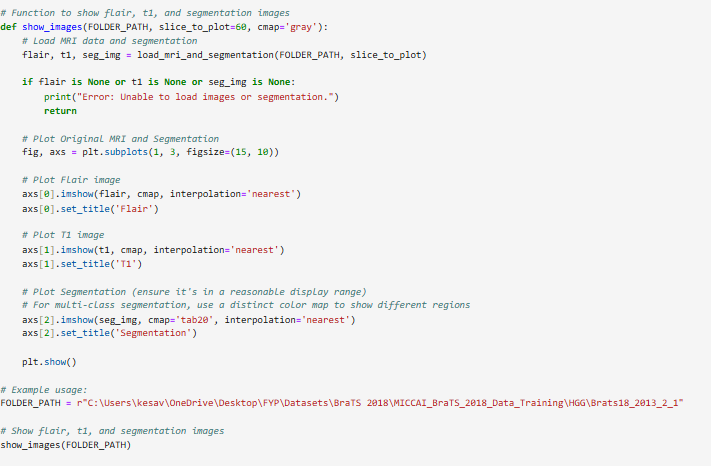 # Function to show flair, t1, and segmentation images
def show_images(FOLDER_PATH, slice_to_plot=60, cmap='gray'):
    # Load MRI data and segmentation
    flair, t1, seg_img = load_mri_and_segmentation(FOLDER_PATH, slice_to_plot)

    if flair is None or t1 is None or seg_img is None:
        print("Error: Unable to load images or segmentation.")
        return

    # Plot Original MRI and Segmentation
    fig, axs = plt.subplots(1, 3, figsize=(15, 10))

    # Plot Flair image
    axs[0].imshow(flair, cmap, interpolation='nearest')
    axs[0].set_title('Flair')

    # Plot T1 image
    axs[1].imshow(t1, cmap, interpolation='nearest')
    axs[1].set_title('T1')

    # Plot Segmentation (ensure it's in a reasonable display range)
    # For multi-class segmentation, use a distinct color map to show different regions
    axs[2].imshow(seg_img, cmap='tab20', interpolation='nearest')
    axs[2].set_title('Segmentation')

    plt.show()

# Example usage:
FOLDER_PATH = r"C:\Users\kesav\OneDrive\Desktop\FYP\Datasets\BraTS 2018\MICCAI_BraTS_2018_Data_Training\HGG\Brats18_2013_2_1"

# Show flair, t1, and segmentation images
show_images(FOLDER_PATH)